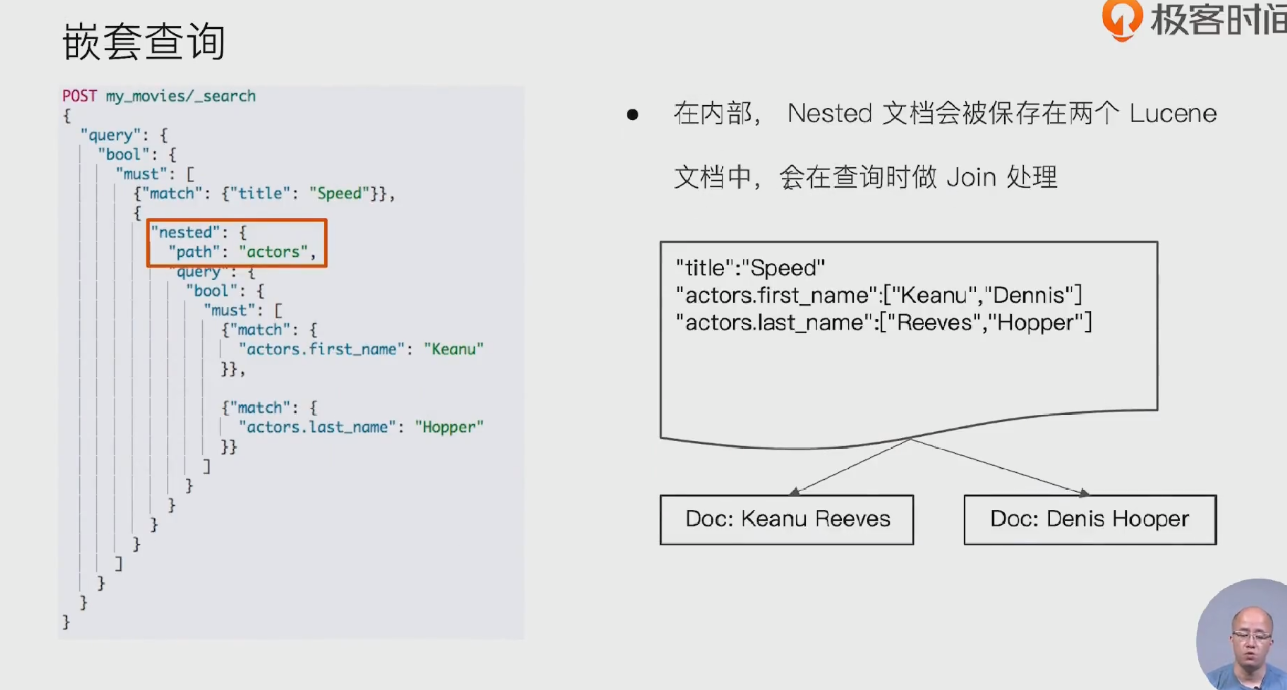 嵌套查询
极客时间
POST my_movies/_search
{
"query": {
"bool": {
"must": [
{"match": {"title": "Speed"}},
{
"nested": {
"path": "actors",
"query": {
"bool": {
"must": [
{"match": {
"actors.first_name": "Keanu"
}},
{"match": {
"actors.last_name": "Hopper"
}}
]
}
}
}
}
]
}
}
}
● 在内部， Nested 文档会被保存在两个 Lucene
文档中，会在查询时做 Join 处理
"title":"Speed"
"actors.first_name":["Keanu","Dennis"]
"actors.last_name":["Reeves","Hopper"]
Doc: Keanu Reeves
Doc: Denis Hooper